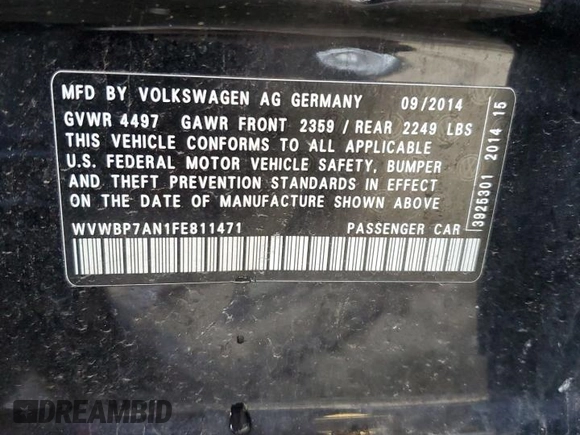 MFD BY VOLKSWAGEN AG GERMANY 09/2014
GVWR 4497 GAWR FRONT 2359 / REAR 2249 LBS
THIS VEHICLE CONFORMS TO ALL APPLICABLE
U.S. FEDERAL MOTOR VEHICLE SAFETY, BUMPER
AND THEFT PREVENTION STANDARDS IN EFFECT
ON THE DATE OF MANUFACTURE SHOWN ABOVE
WVWBP7AN1FE811471 PASSENGER CAR
3925301 2014 15
DREAMBID